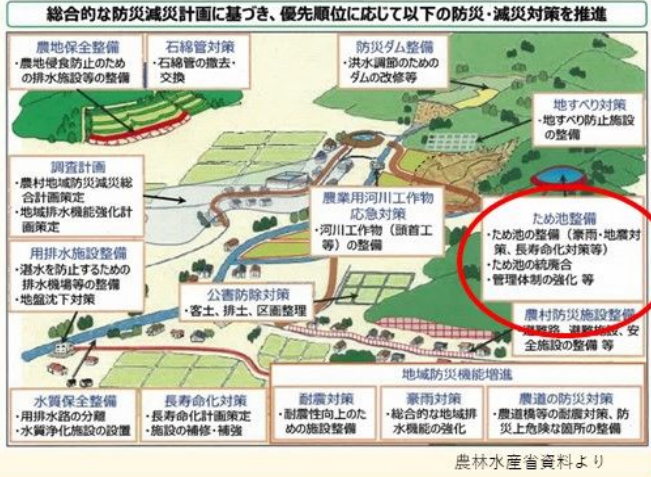 総合的な防災減災計画に基づき、優先順位に応じて以下の防災・減災対策を推進
農地保全整備
・農地侵食防止のため
の排水施設等の整備
石綿管対策
・石綿管の撤去・
交換
防災ダム整備
・洪水調節のための
ダムの改修等
地すべり対策
・地すべり防止施設
の整備
調査計画
・農村地域防災減災総
合計画策定
・地域排水機能強化計
画策定
農業用河川工作物
応急対策
・河川工作物（頭首工
等）の整備
ため池整備
・ため池の整備（豪雨・地震対
策、長寿命化対策等）
・ため池の統廃合
・管理体制の強化 等
用排水施設整備
・湛水を防止するための
排水機場等の整備
・地盤沈下対策
公害防除対策
・客土、排土、区画整理
農村防災施設整備
・避難路、避難施設、安
全施設の整備 等
水質保全整備
・用排水路の分離
・水質浄化施設の設置
長寿命化対策
・長寿命化計画策定
・施設の補修・補強
地域防災機能増進
耐震対策
・耐震性向上のた
めの施設整備
豪雨対策
・総合的な地域排
水機能の強化
農道の防災対策
・農道橋等の耐震対策、防
災上危険な箇所の整備
農林水産省資料より